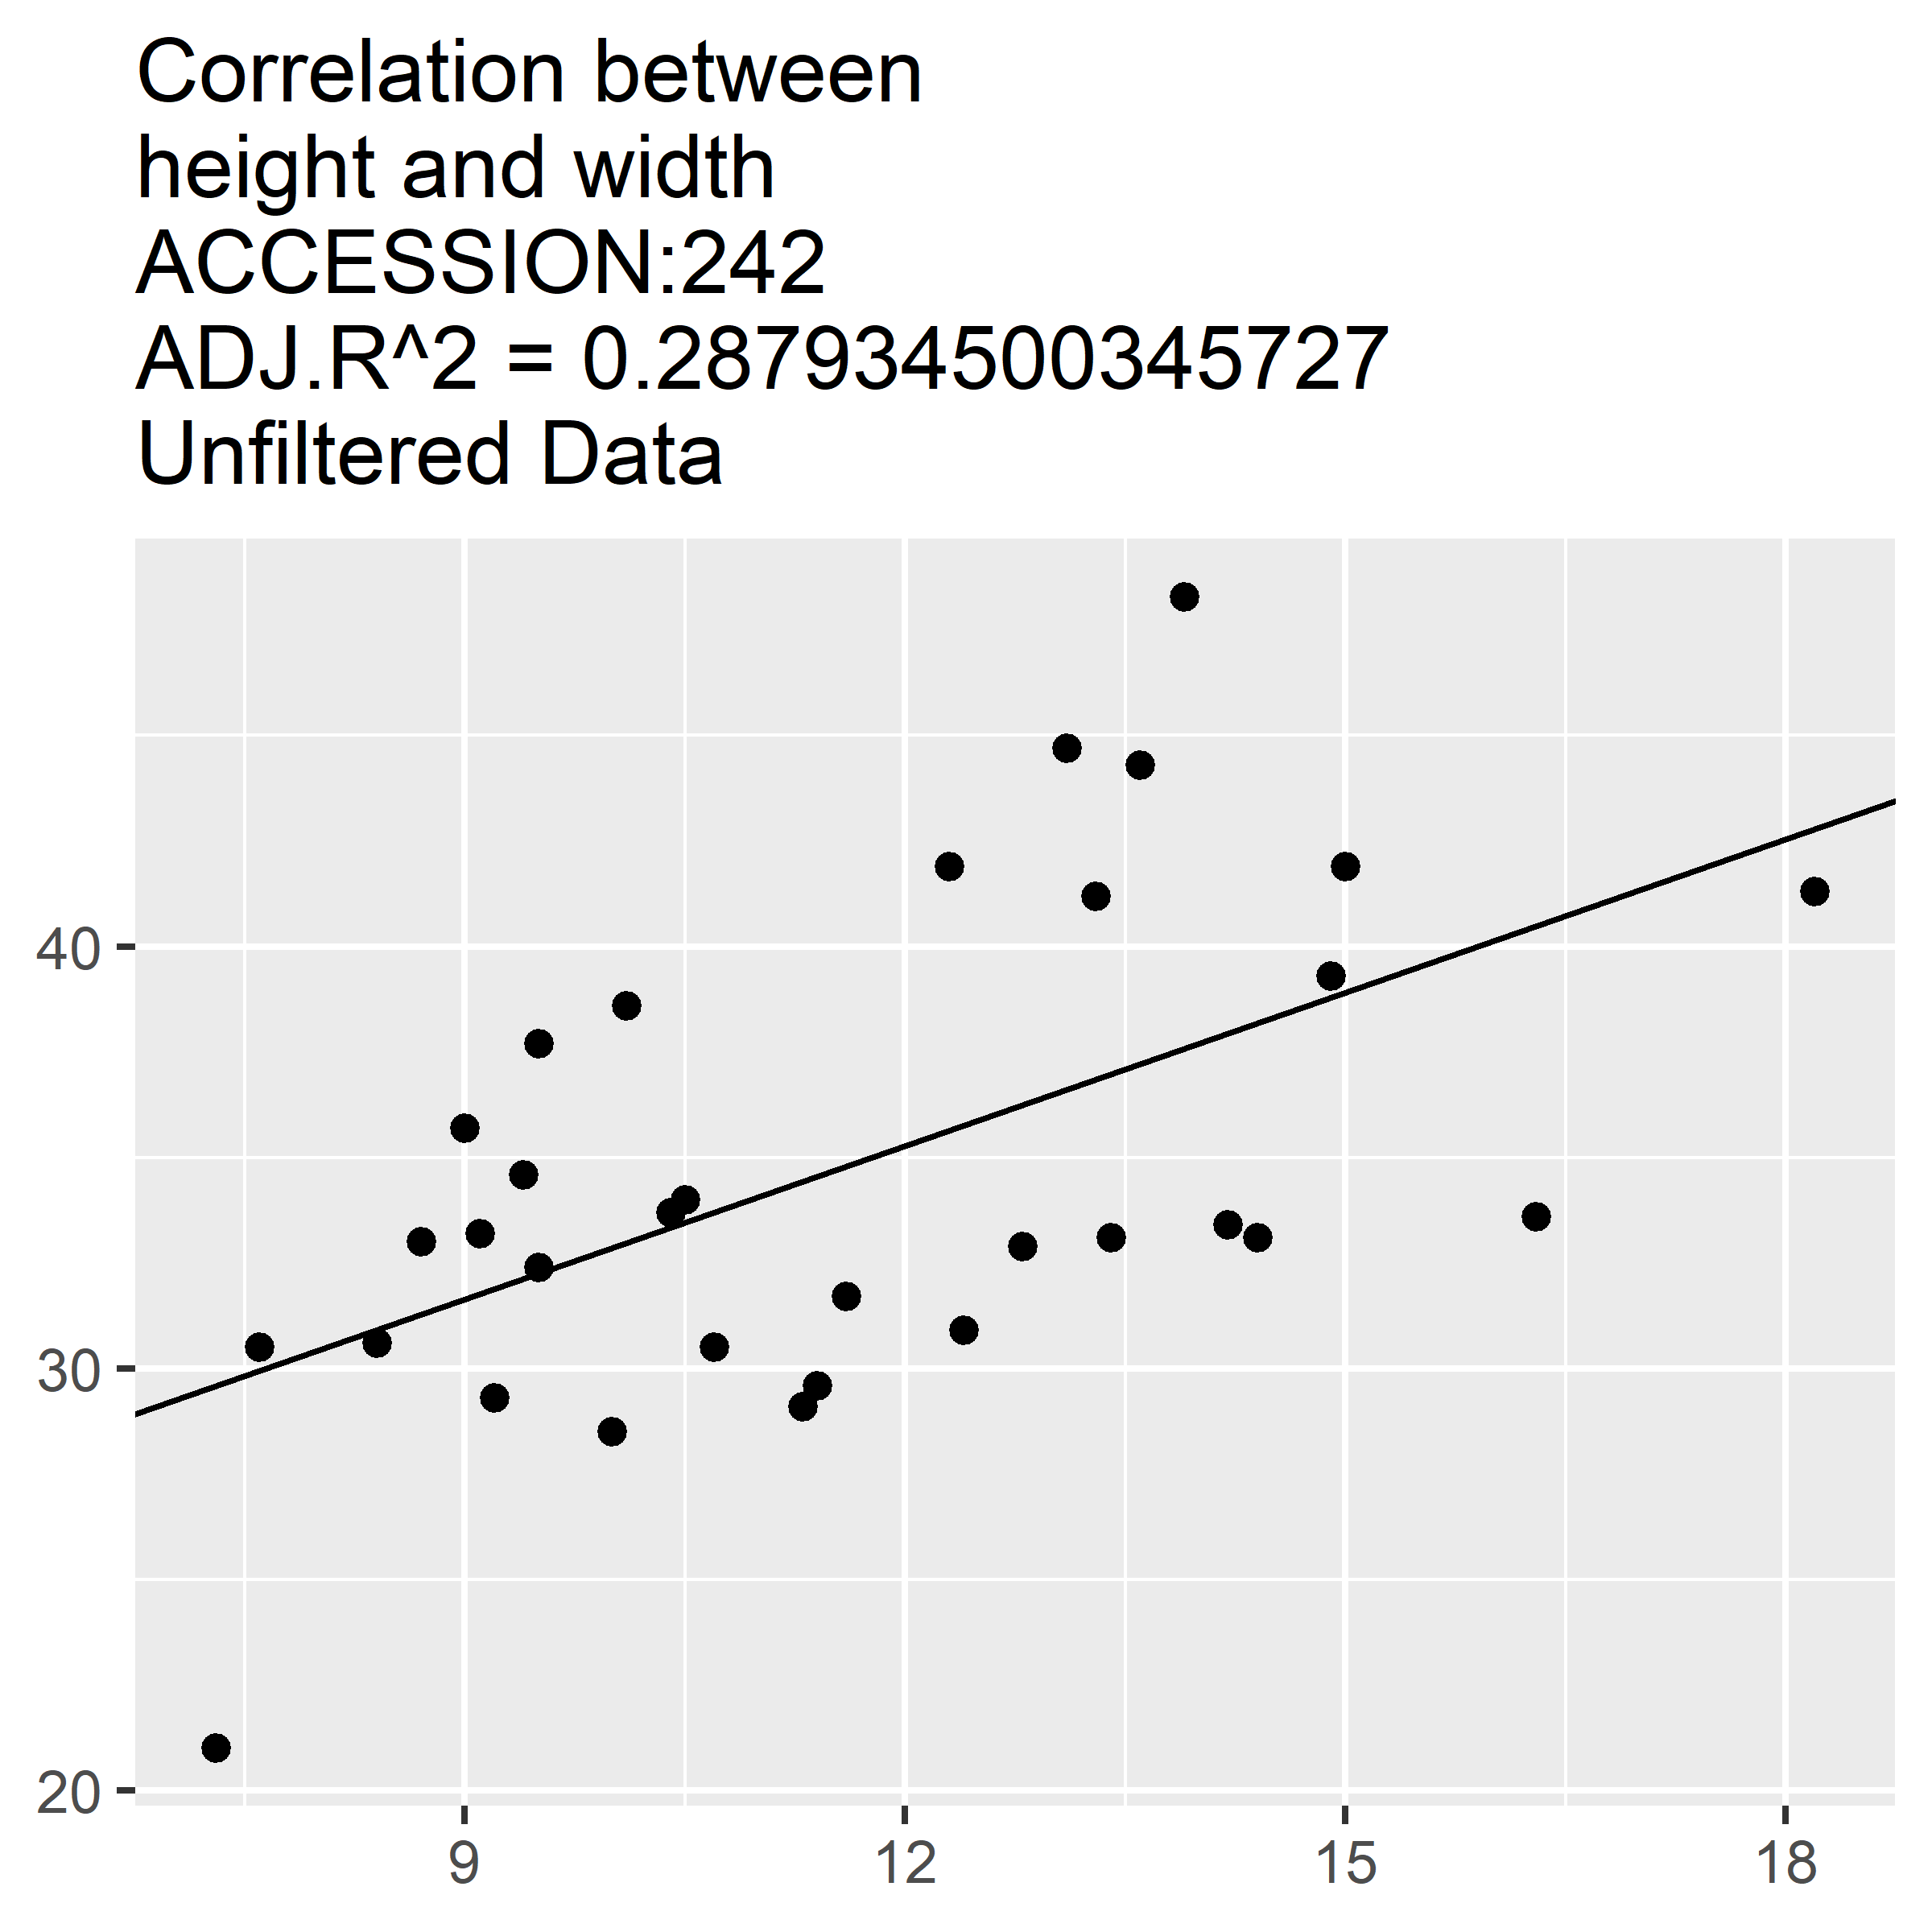 Correlation between
height and width
ACCESSION:242
ADJ.R^2 = 0.287934500345727
Unfiltered Data
40
30
20
9 12 15 18